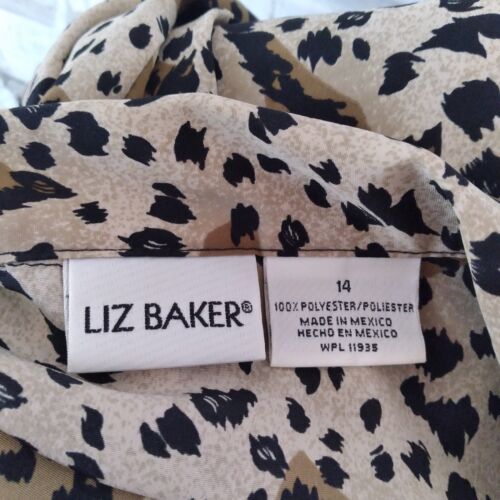 LIZ BAKER®
14
100% POLYESTER/POLIESTER
MADE IN MEXICO
HECHO EN MEXICO
WPL 11935